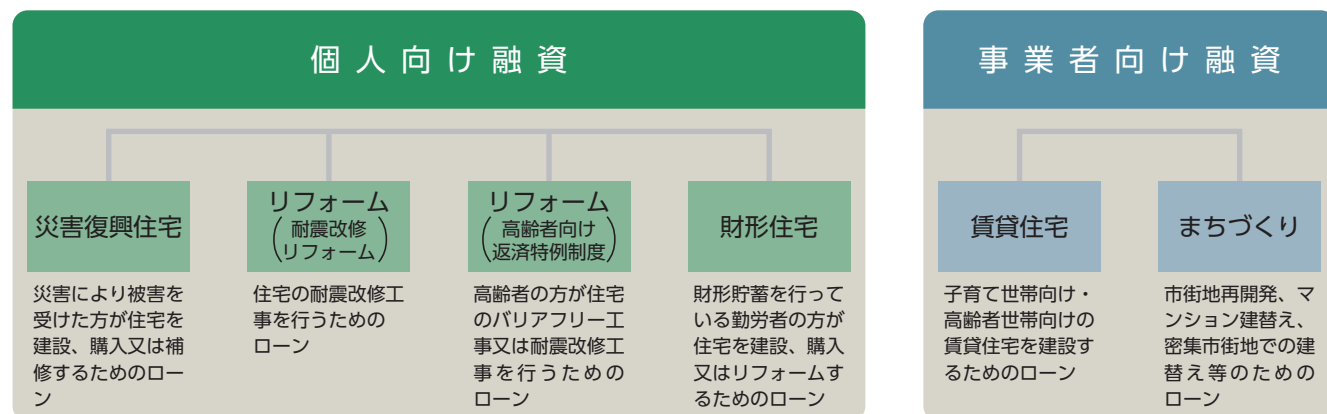 個人向け融資
災害復興住宅
災害により被害を
受けた方が住宅を
建設、購入又は補
修するためのロー
ン
リフォーム
(耐震改修
リフォーム)
住宅の耐震改修工
事を行うための
ローン
リフォーム
(高齢者向け
返済特例制度)
高齢者の方が住宅
のバリアフリー工
事又は耐震改修工
事を行うための
ローン
財形住宅
財形貯蓄を行って
いる勤労者の方が
住宅を建設、購入
又はリフォームす
るためのローン
事業者向け融資
賃貸住宅
子育て世帯向け・
高齢者世帯向けの
賃貸住宅を建設す
るためのローン
まちづくり
市街地再開発、マ
ンション建替え、
密集市街地での建
替え等のための
ローン